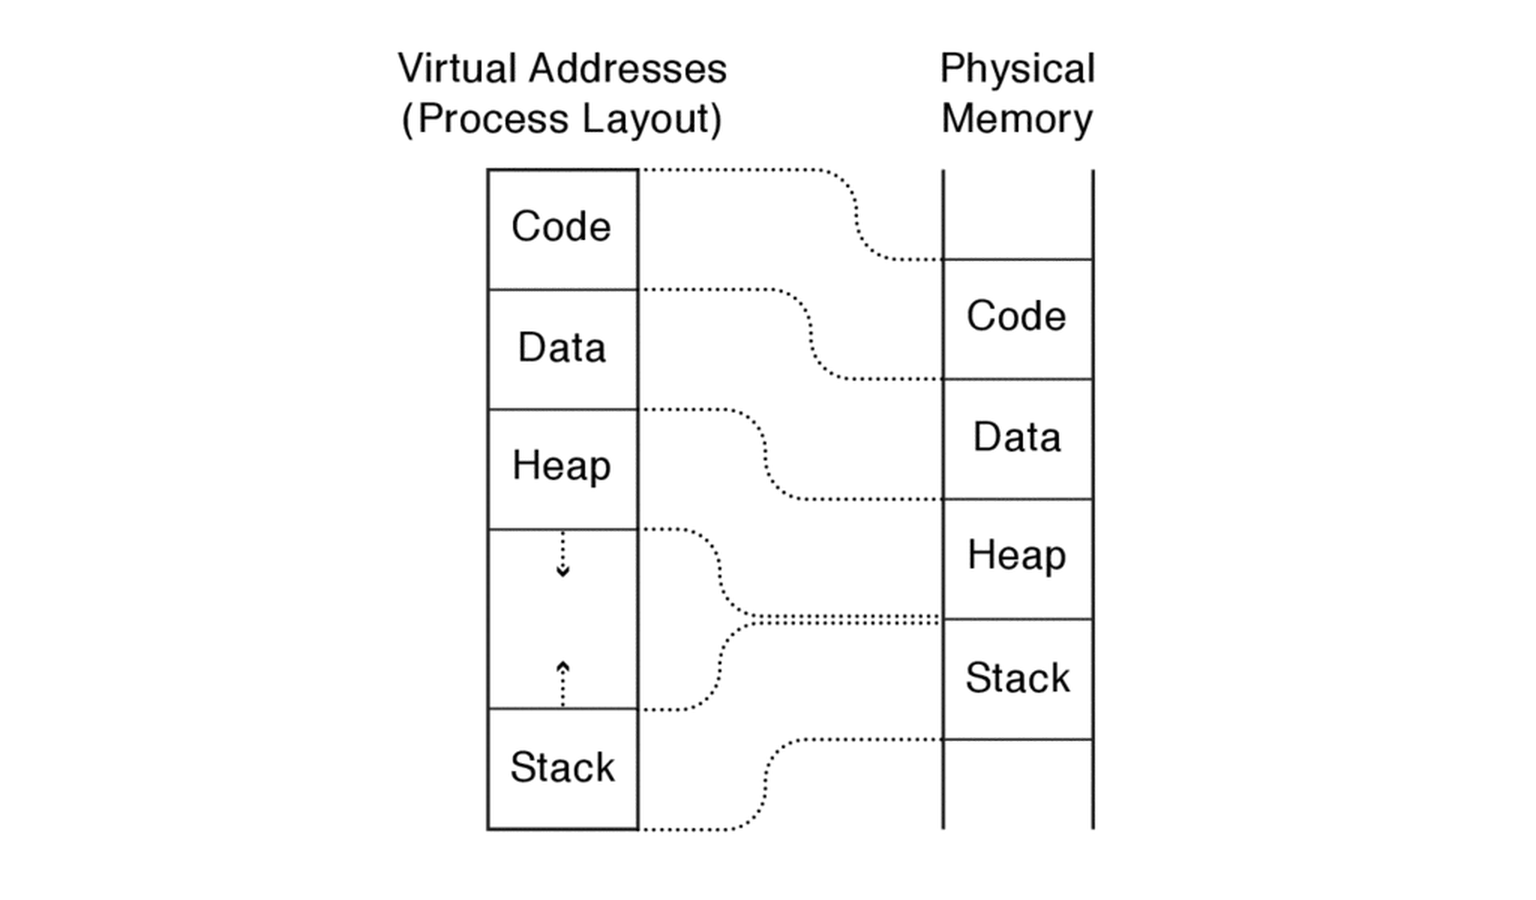 Virtual Addresses
(Process Layout)
Physical
Memory
Code
Data
Heap
Stack
Code
Data
Heap
Stack